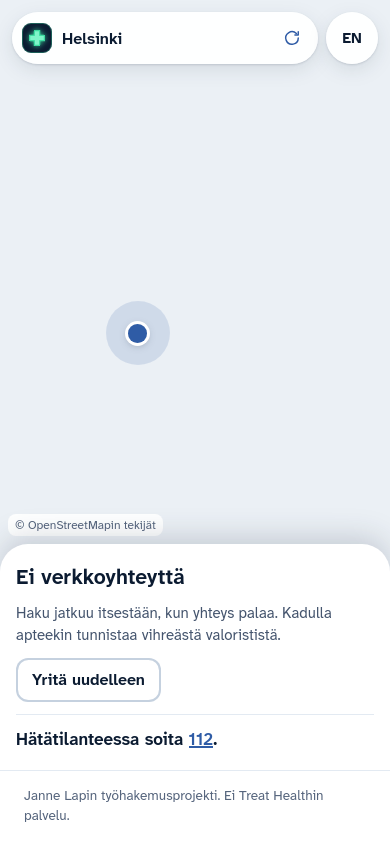 Helsinki
EN
© OpenStreetMapin tekijät
Ei verkkoyhteyttä
Haku jatkuu itsestään, kun yhteys palaa. Kadulla
apteekin tunnistaa vihreästä valorististä.
Yritä uudelleen
Hätätilanteessa soita 112.
Janne Lapin työhakemusprojekti. Ei Treat Healthin
palvelu.